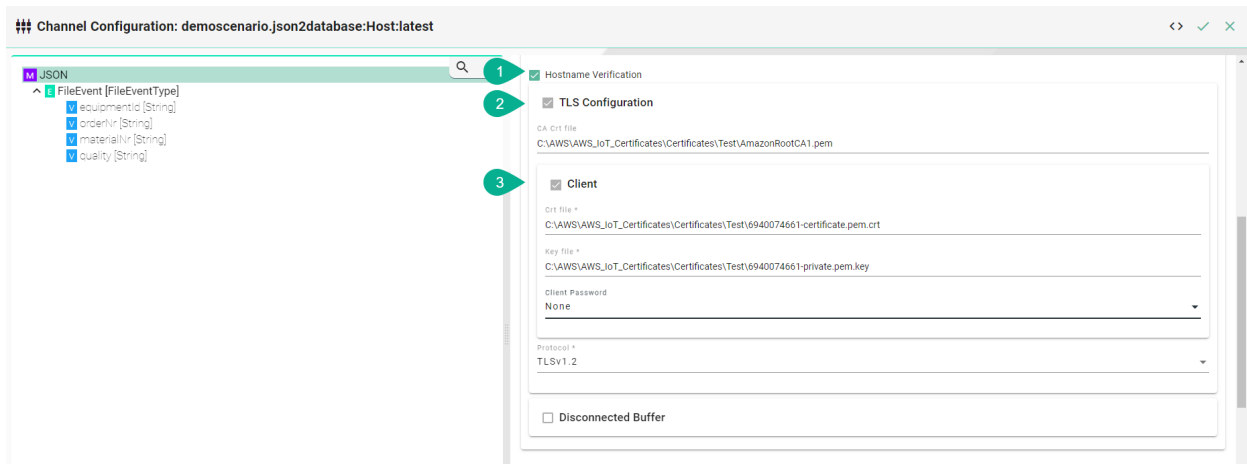 Channel Configuration: demoscenario.json2database:Host:latest
M JSON
E FileEvent [FileEventType]
V equipmentId [String]
V orderNr [String]
V materialNr [String]
V quality [String]
1 Hostname Verification
2 TLS Configuration
CA Crt file
C:\AWS\AWS_IoT_Certificates\Certificates\Test\AmazonRootCA1.pem
3 Client
Crt file *
C:\AWS\AWS_IoT_Certificates\Certificates\Test\6940074661-certificate.pem.crt
Key file *
C:\AWS\AWS_IoT_Certificates\Certificates\Test\6940074661-private.pem.key
Client Password
None
Protocol *
TLSv1.2
Disconnected Buffer